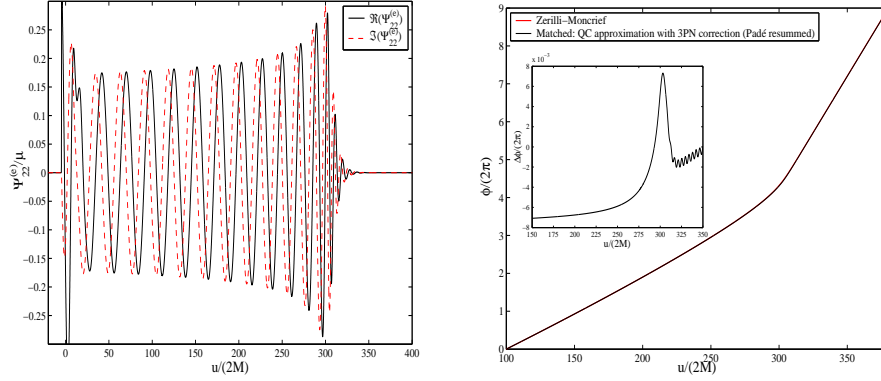 ℜ(Ψ₂₂⁽ᵉ⁾)
ℑ(Ψ₂₂⁽ᵉ⁾)
0.25
0.2
0.15
0.1
0.05
0
−0.05
−0.1
−0.15
−0.2
−0.25
Ψ₂₂⁽ᵉ⁾/μ
0 50 100 150 200 250 300 350 400
u/(2M)
Zerilli−Moncrief
Matched: QC approximation with 3PN correction (Padé resummed)
8
7
6
5
4
3
2
1
0
ϕ/(2π)
100 150 200 250 300 350
u/(2M)
x 10⁻³
8
6
4
2
0
−2
−4
−6
−8
Δϕ/(2π)
150 175 200 225 250 275 300 325 350
u/(2M)